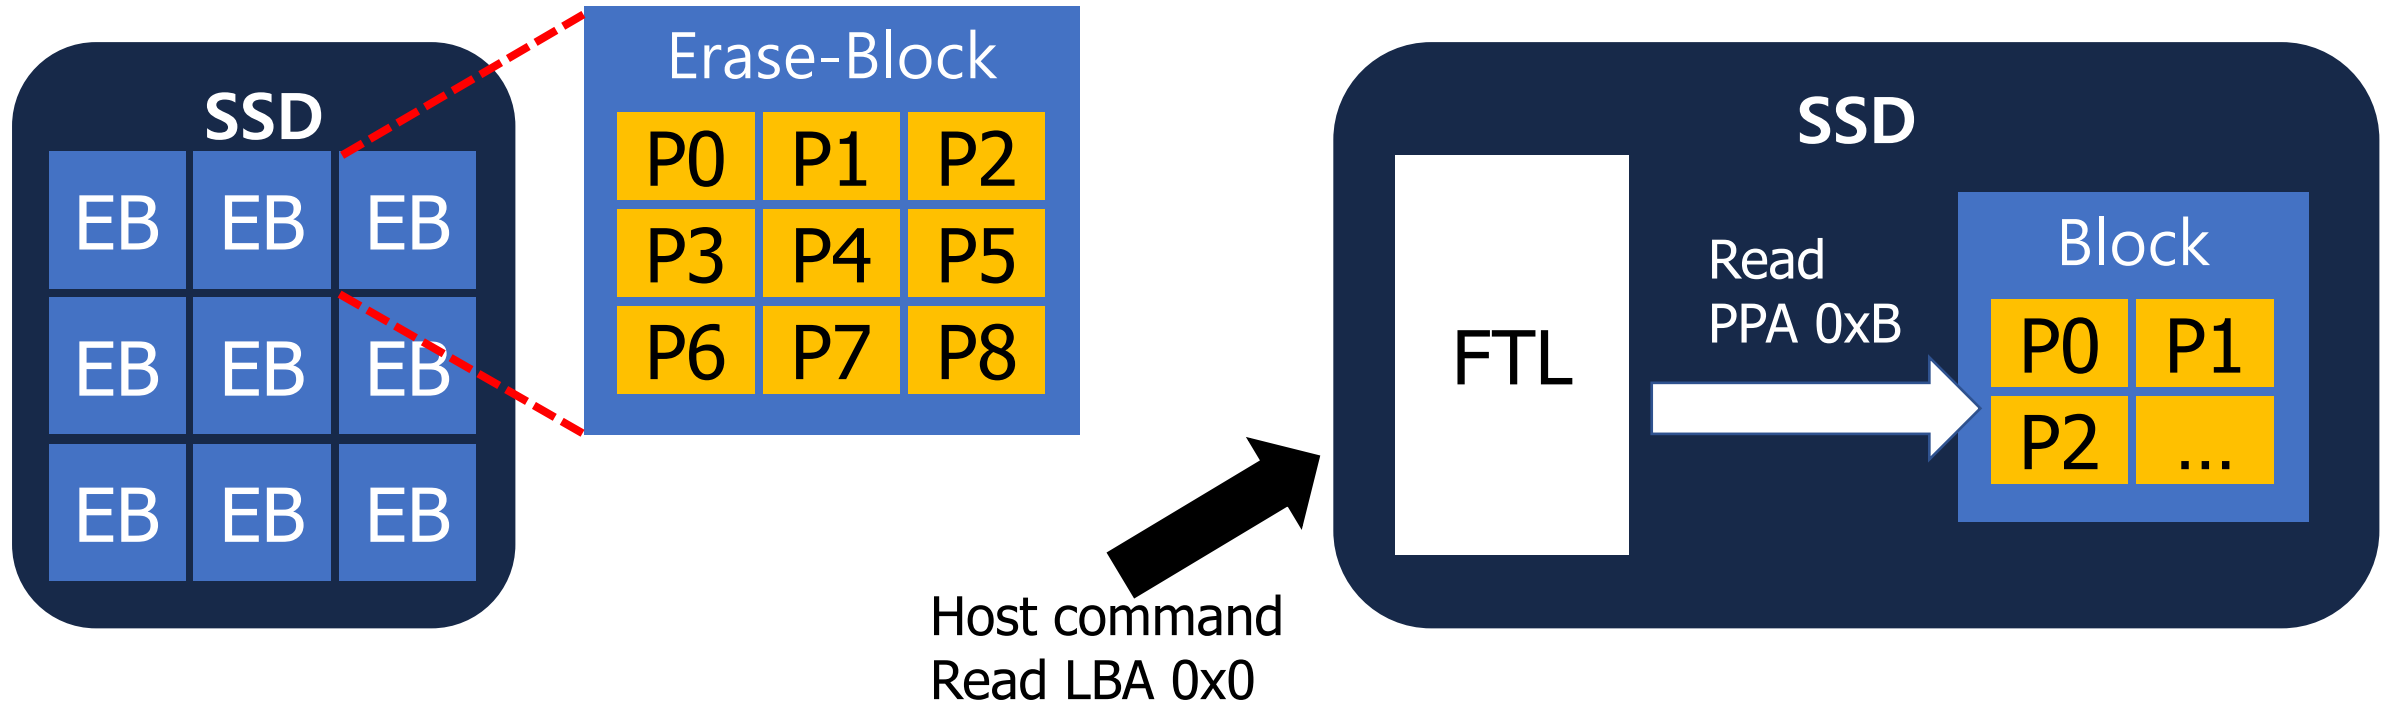 SSD
EB EB EB
EB EB EB
EB EB EB
Erase-Block
P0 P1 P2
P3 P4 P5
P6 P7 P8
Host command
Read LBA 0x0
SSD
FTL
Read
PPA 0xB
Block
P0 P1
P2 ...